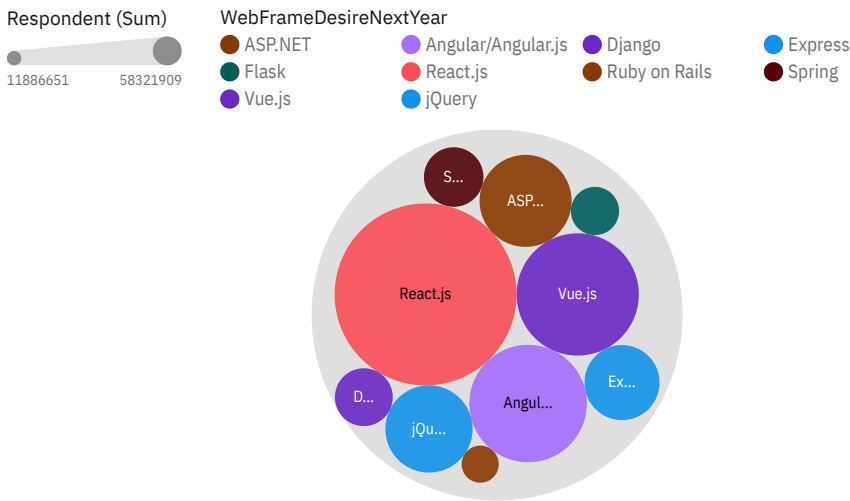 Respondent (Sum)
11886651 58321909
WebFrameDesireNextYear
ASP.NET Angular/Angular.js Django Express
Flask React.js Ruby on Rails Spring
Vue.js jQuery
S...
ASP...
React.js
Vue.js
Ex...
D...
Angul...
jQu...